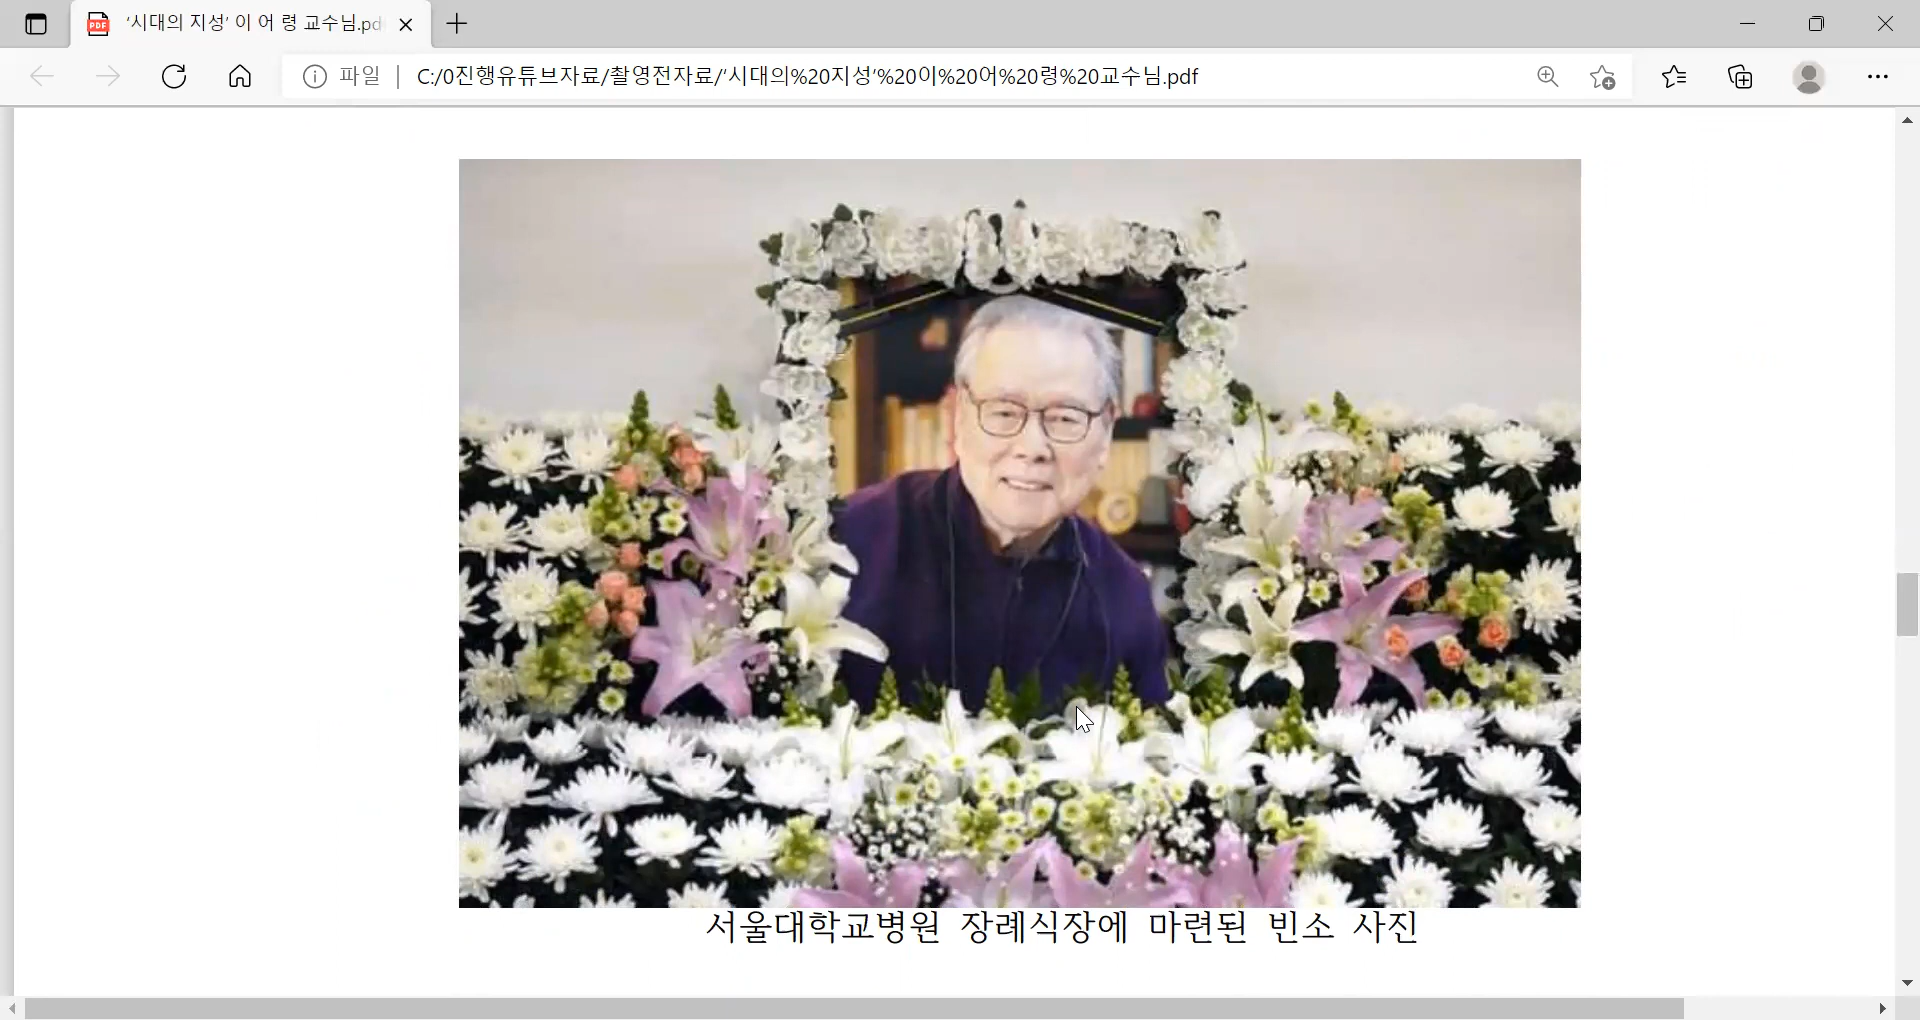 '시대의 지성' 이 어 령 교수님.pd
파일 C:/0진행유튜브자료/촬영전자료/'시대의%20지성'%20이%20어%20령%20교수님.pdf
서울대학교병원 장례식장에 마련된 빈소 사진